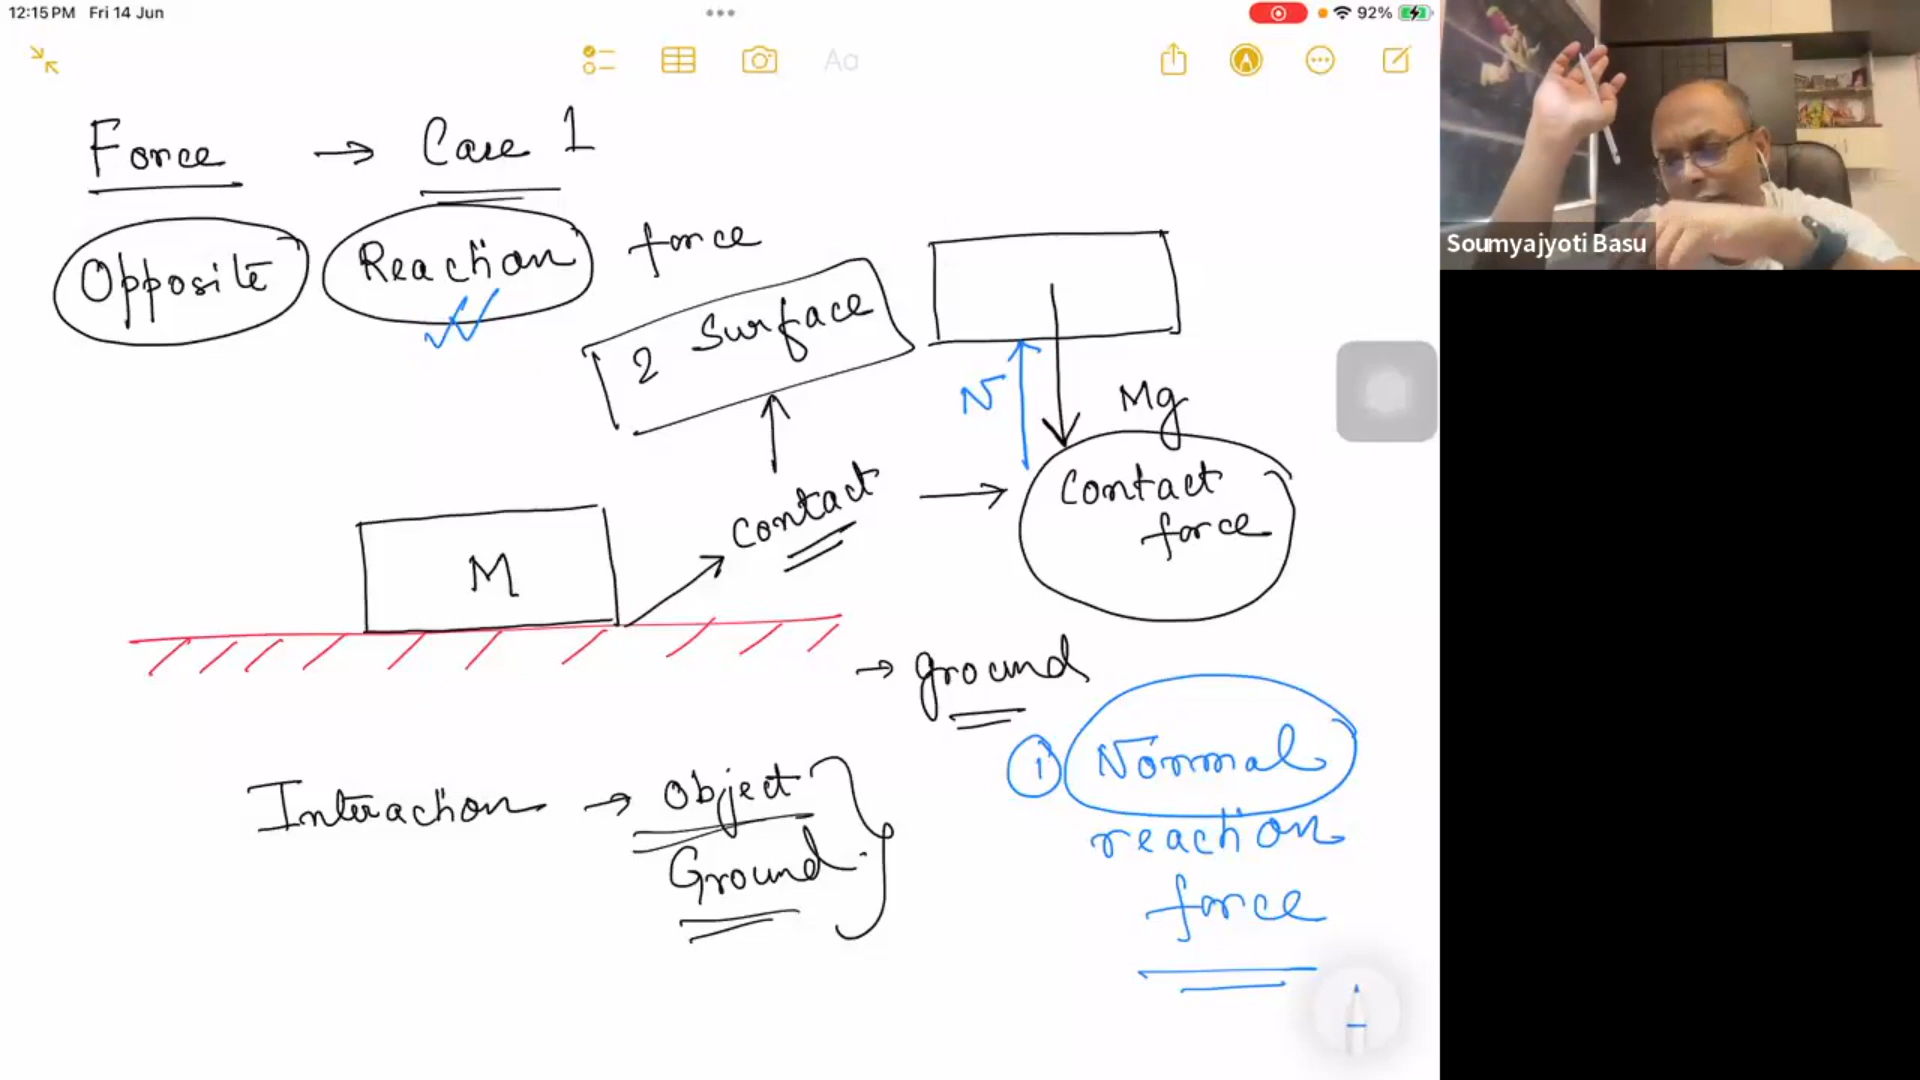 12:15 PM Fri 14 Jun
92%
Aa
Force → Case 1
Opposite Reaction force
2 Surface
N
Mg
Contact → Contact
force
M
→ ground
Interaction → Object
Ground
① Normal
reaction
force
Soumyajyoti Basu